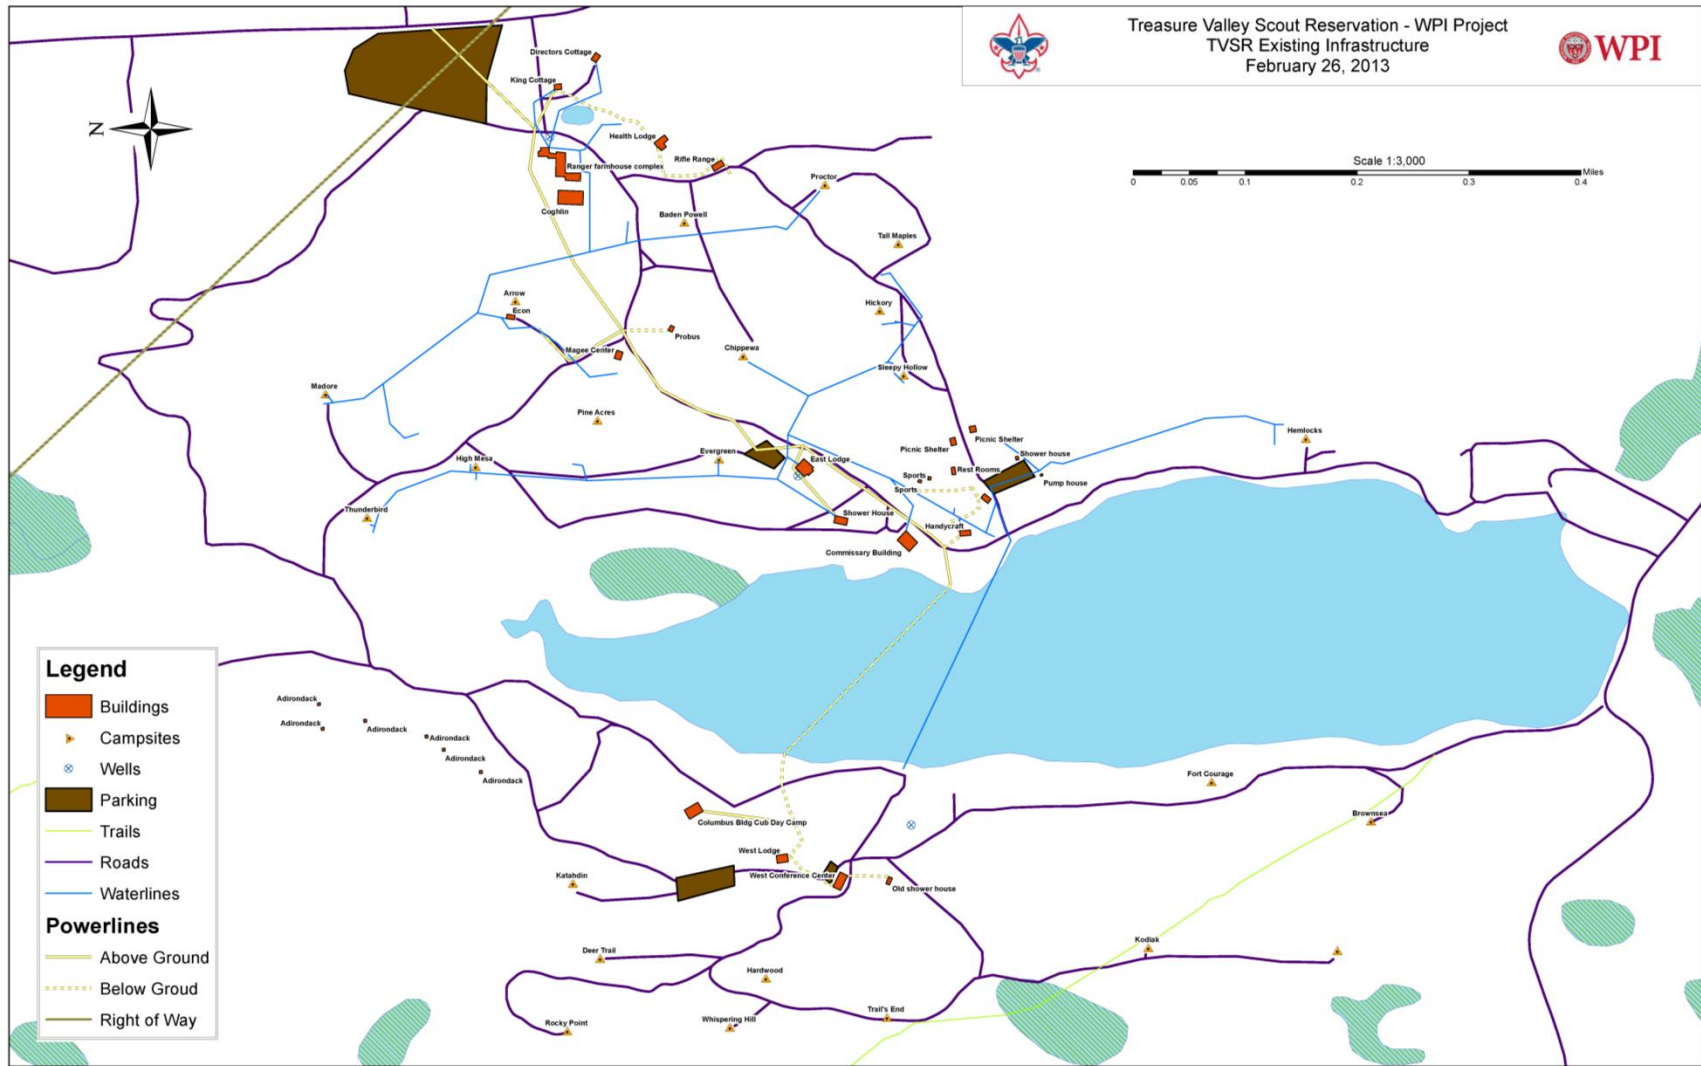 Treasure Valley Scout Reservation - WPI Project
TVSR Existing Infrastructure
February 26, 2013
WPI
N
Scale 1:3,000
0 0.05 0.1 0.2 0.3 0.4 Miles
Directors Cottage
King Cottage
Health Lodge
Rifle Range
Ranger farmhouse complex
Proctor
Coghlin
Baden Powell
Tall Maples
Arrow
Econ
Hickory
Probus
Magee Center
Chippewa
Sleepy Hollow
Madore
Pine Acres
Hemlocks
Picnic Shelter
Picnic Shelter
Evergreen
East Lodge
High Mesa
Shower house
Rest Rooms
Sports
Pump house
Sports
Thunderbird
Shower House
Handycraft
Commissary Building
Legend
Buildings
Campsites
Wells
Parking
Trails
Roads
Waterlines
Powerlines
Above Ground
Below Groud
Right of Way
Adirondack
Adirondack
Adirondack
Adirondack
Adirondack
Adirondack
Fort Courage
Brownsea
Columbus Bldg Cub Day Camp
West Lodge
West Conference Center
Katahdin
Old shower house
Deer Trail
Kodiak
Hardwood
Trail's End
Rocky Point
Whispering Hill